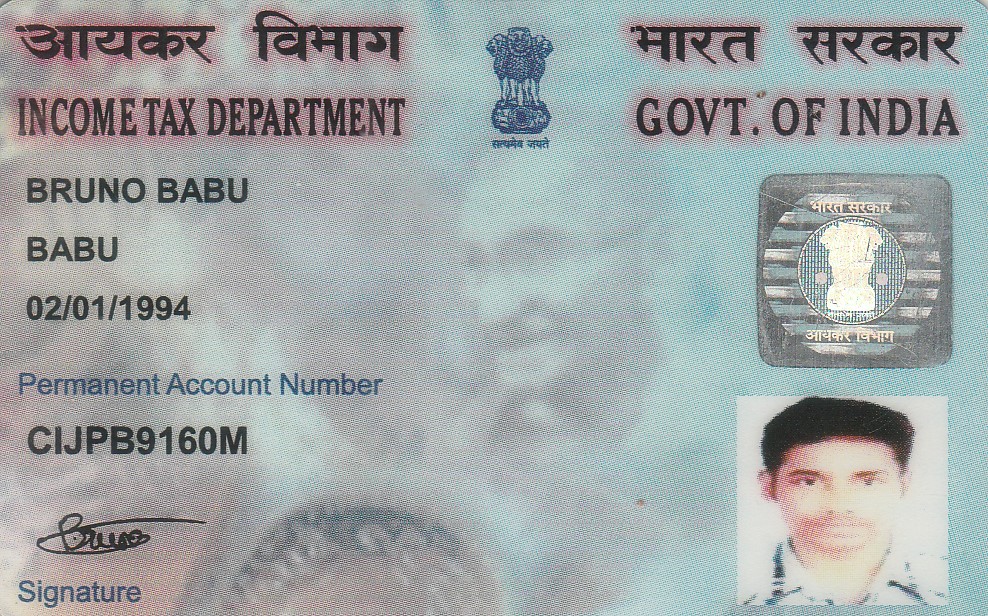 आयकर विभाग
भारत सरकार
INCOME TAX DEPARTMENT
GOVT. OF INDIA
सत्यमेव जयते
BRUNO BABU
BABU
02/01/1994
भारत सरकार
आयकर विभाग
Permanent Account Number
CIJPB9160M
Bruno
Signature